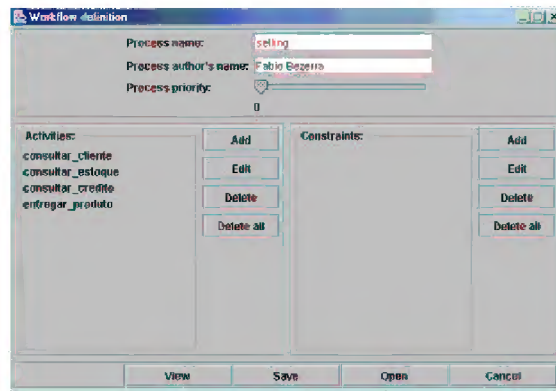 Workflow definition
Process name: selling
Process author's name: Fabio Bezerra
Process priority:
0
Activities:
consultar_cliente
consultar_estoque
consultar_credito
entregar_produto
Add
Edit
Delete
Delete all
Constraints:
Add
Edit
Delete
Delete all
View Save Open Cancel